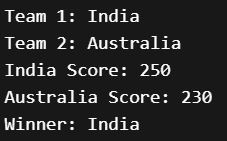 Team 1: India
Team 2: Australia
India Score: 250
Australia Score: 230
Winner: India